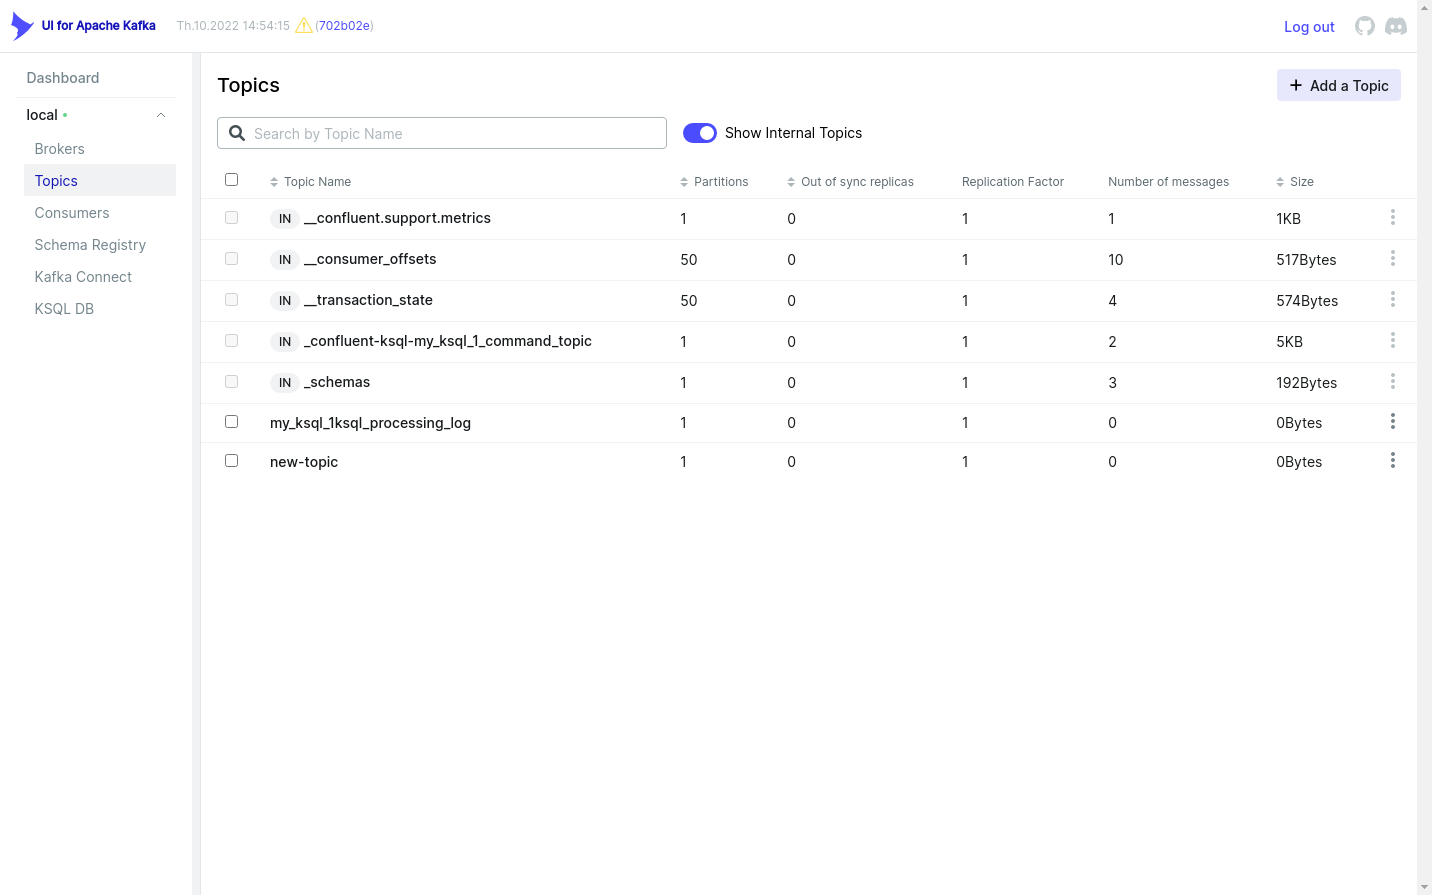 UI for Apache Kafka Th.10.2022 14:54:15 (702b02e) Log out
Dashboard
local
Brokers
Topics
Consumers
Schema Registry
Kafka Connect
KSQL DB
Topics
Add a Topic
Search by Topic Name Show Internal Topics
Topic Name Partitions Out of sync replicas Replication Factor Number of messages Size
IN __confluent.support.metrics 1 0 1 1 1KB
IN __consumer_offsets 50 0 1 10 517Bytes
IN __transaction_state 50 0 1 4 574Bytes
IN _confluent-ksql-my_ksql_1_command_topic 1 0 1 2 5KB
IN _schemas 1 0 1 3 192Bytes
my_ksql_1ksql_processing_log 1 0 1 0 0Bytes
new-topic 1 0 1 0 0Bytes